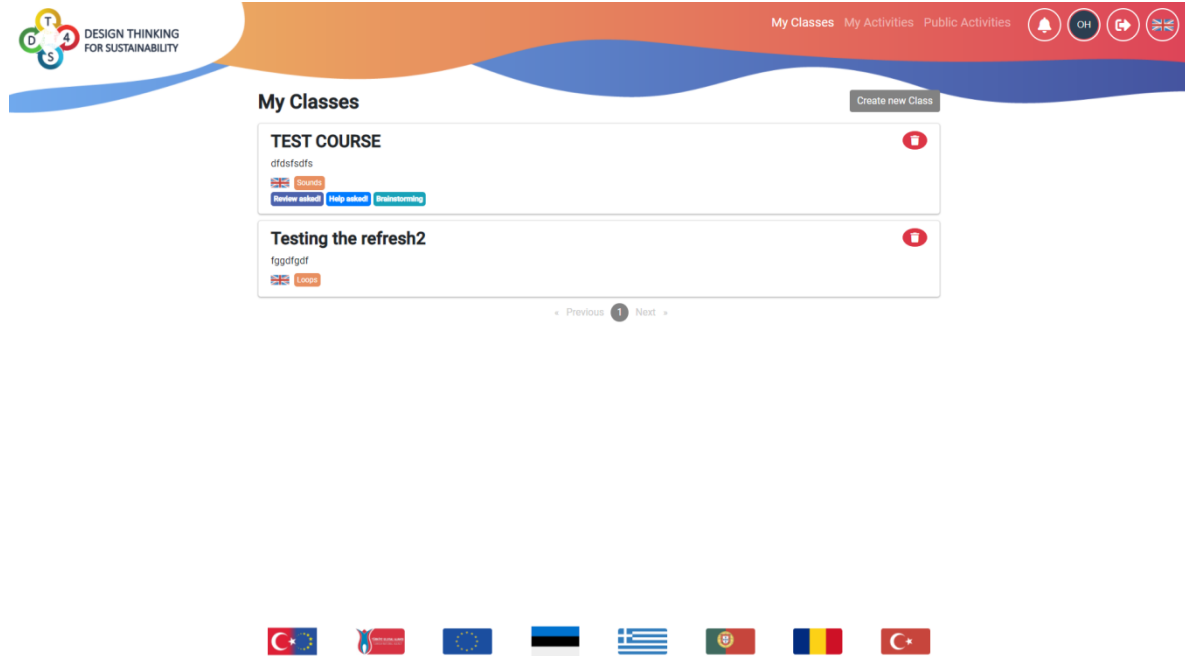 T
D 4
S
DESIGN THINKING
FOR SUSTAINABILITY
My Classes My Activities Public Activities OH
My Classes
Create new Class
TEST COURSE
dfdsfsdfs
Sounds
Review asked! Help asked! Brainstorming
Testing the refresh2
fggdfgdf
Loops
« Previous 1 Next »